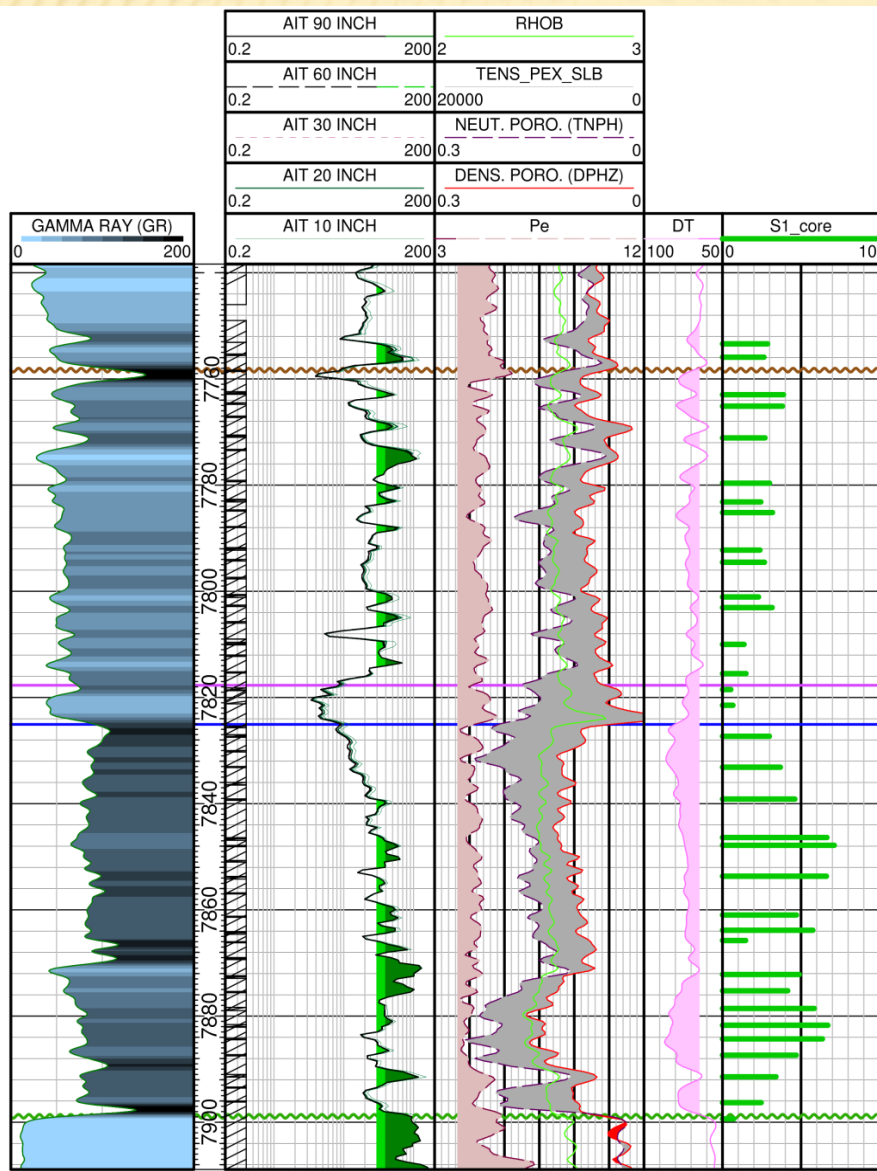 AIT 90 INCH
0.2 200
RHOB
2 3
AIT 60 INCH
0.2 200
TENS_PEX_SLB
20000 0
AIT 30 INCH
0.2 200
NEUT. PORO. (TNPH)
0.3 0
AIT 20 INCH
0.2 200
DENS. PORO. (DPHZ)
0.3 0
GAMMA RAY (GR)
0 200
AIT 10 INCH
0.2 200
Pe
3 12
DT
100 50
S1_core
0 10
7760
7780
7800
7820
7840
7860
7880
7900